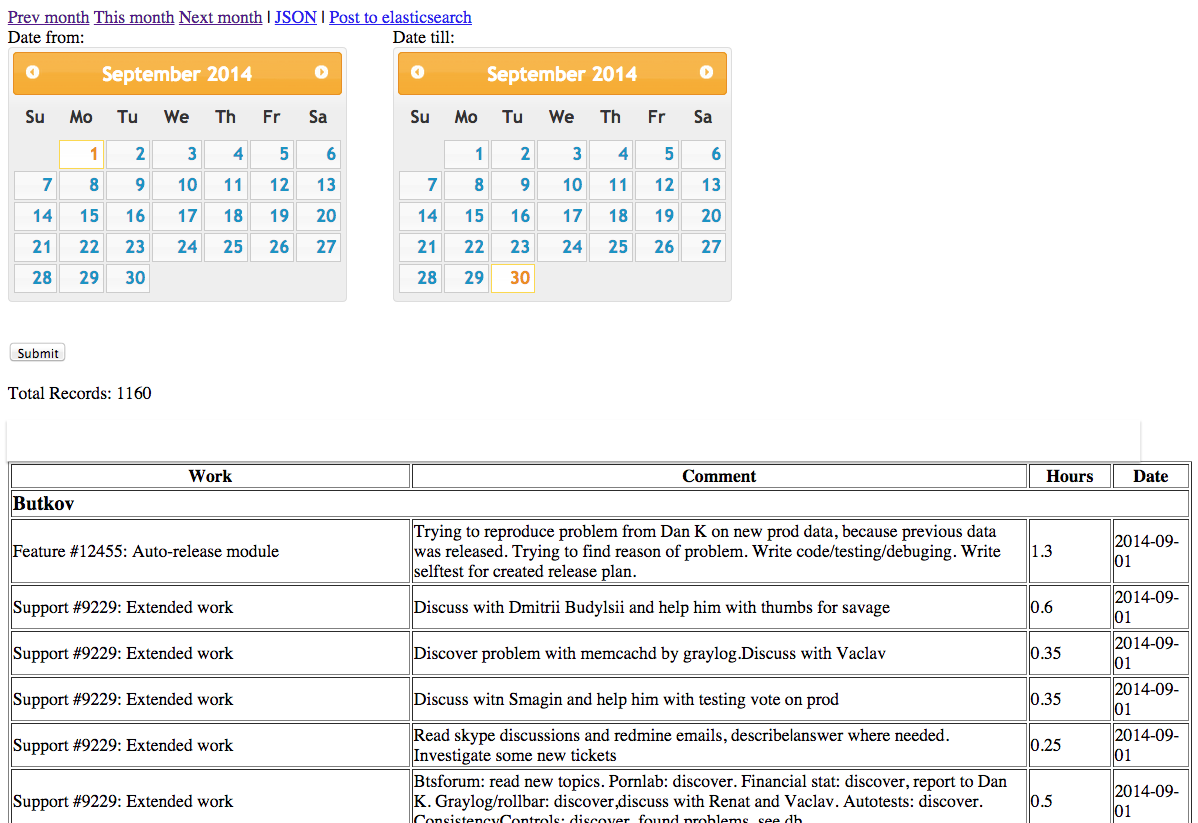 Prev month This month Next month | JSON | Post to elasticsearch
Date from: Date till:
September 2014 September 2014
Su Mo Tu We Th Fr Sa Su Mo Tu We Th Fr Sa
1 2 3 4 5 6 1 2 3 4 5 6
7 8 9 10 11 12 13 7 8 9 10 11 12 13
14 15 16 17 18 19 20 14 15 16 17 18 19 20
21 22 23 24 25 26 27 21 22 23 24 25 26 27
28 29 30 28 29 30
Submit
Total Records: 1160
Work Comment Hours Date
Butkov
Feature #12455: Auto-release module
Trying to reproduce problem from Dan K on new prod data, because previous data
was released. Trying to find reason of problem. Write code/testing/debuging. Write
selftest for created release plan.
1.3
2014-09-
01
Support #9229: Extended work
Discuss with Dmitrii Budylsii and help him with thumbs for savage
0.6
2014-09-
01
Support #9229: Extended work
Discover problem with memcachd by graylog.Discuss with Vaclav
0.35
2014-09-
01
Support #9229: Extended work
Discuss witn Smagin and help him with testing vote on prod
0.35
2014-09-
01
Support #9229: Extended work
Read skype discussions and redmine emails, describe|answer where needed.
Investigate some new tickets
0.25
2014-09-
01
Support #9229: Extended work
Btsforum: read new topics. Pornlab: discover. Financial stat: discover, report to Dan
K. Graylog/rollbar: discover,discuss with Renat and Vaclav. Autotests: discover.
ConsistencyControls: discover, found problems, see db
0.5
2014-09-
01